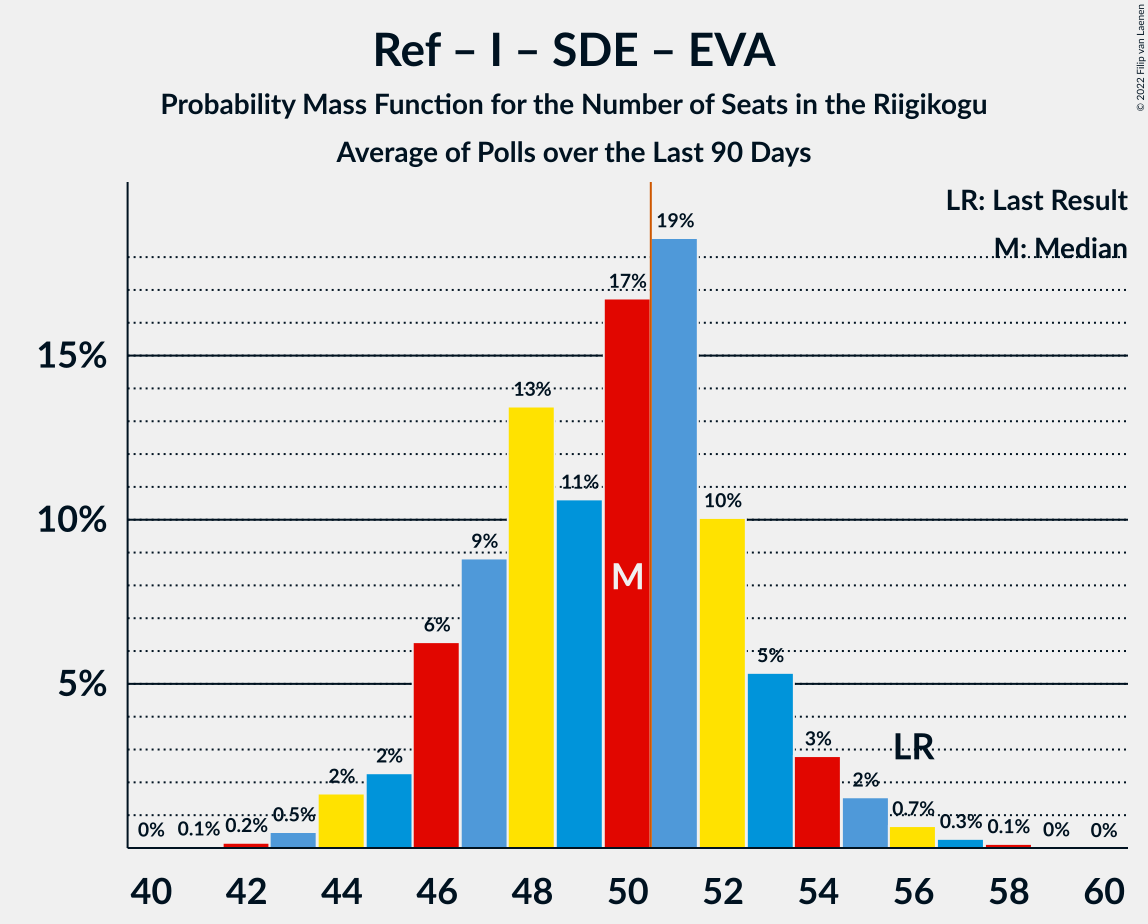 Ref – I – SDE – EVA
Probability Mass Function for the Number of Seats in the Riigikogu
Average of Polls over the Last 90 Days
© 2022 Filip van Laenen
LR: Last Result
M: Median
15%
10%
5%
0%
0.1%
0.2%
0.5%
2%
2%
6%
9%
13%
11%
17%
19%
10%
5%
3%
2%
0.7%
0.3%
0.1%
0%
0%
M
LR
40 42 44 46 48 50 52 54 56 58 60